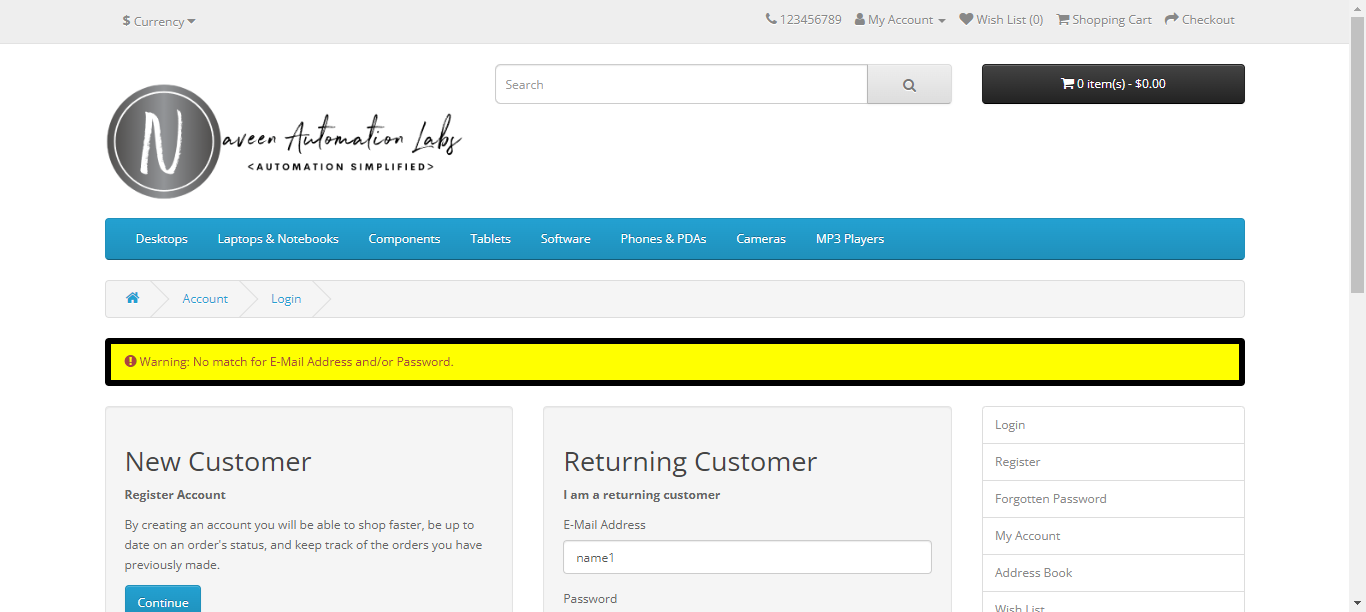 $ Currency
123456789 My Account Wish List (0) Shopping Cart Checkout
Search
0 item(s) - $0.00
N
aveen Automation Labs
<AUTOMATION SIMPLIFIED>
Desktops Laptops & Notebooks Components Tablets Software Phones & PDAs Cameras MP3 Players
Account Login
Warning: No match for E-Mail Address and/or Password.
New Customer
Register Account
By creating an account you will be able to shop faster, be up to
date on an order's status, and keep track of the orders you have
previously made.
Continue
Returning Customer
I am a returning customer
E-Mail Address
name1
Password
Login
Register
Forgotten Password
My Account
Address Book
Wish List